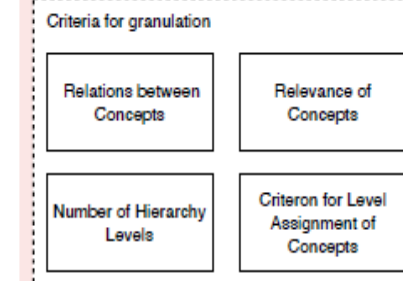 Criteria for granulation
Relations between
Concepts
Relevance of
Concepts
Number of Hierarchy
Levels
Criteron for Level
Assignment of
Concepts